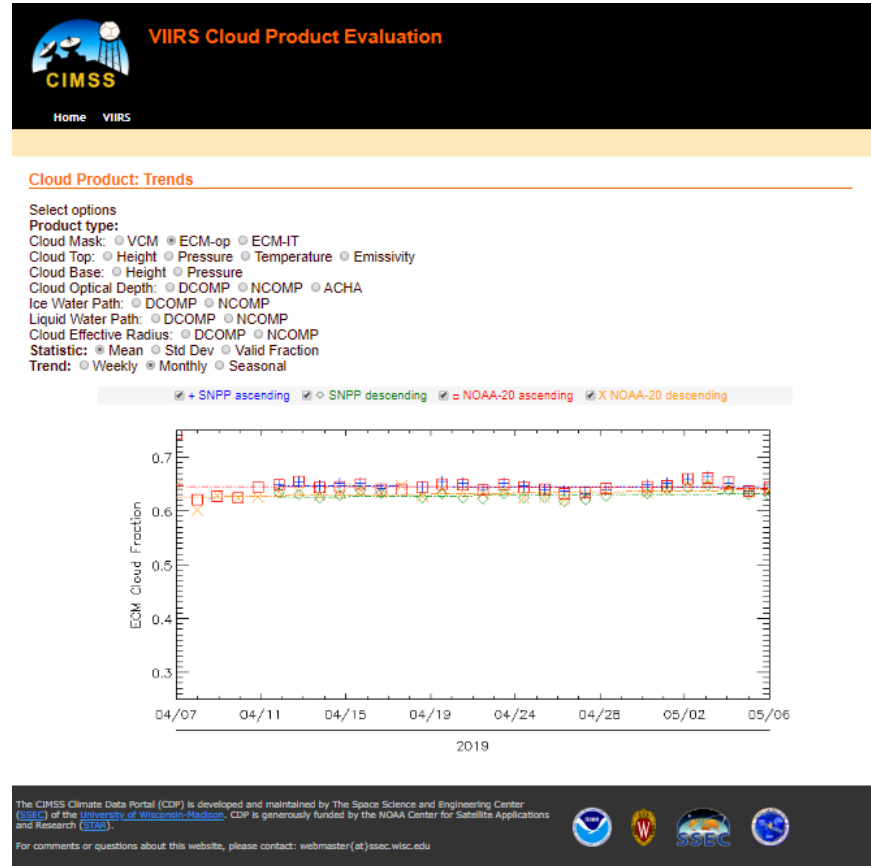 VIIRS Cloud Product Evaluation
CIMSS
Home VIIRS
Cloud Product: Trends
Select options
Product type:
Cloud Mask: VCM ECM-op ECM-IT
Cloud Top: Height Pressure Temperature Emissivity
Cloud Base: Height Pressure
Cloud Optical Depth: DCOMP NCOMP ACHA
Ice Water Path: DCOMP NCOMP
Liquid Water Path: DCOMP NCOMP
Cloud Effective Radius: DCOMP NCOMP
Statistic: Mean Std Dev Valid Fraction
Trend: Weekly Monthly Seasonal
+ SNPP ascending ◇ SNPP descending □ NOAA-20 ascending X NOAA-20 descending
0.7
0.6
0.5
0.4
0.3
ECM Cloud Fraction
04/07 04/11 04/15 04/19 04/24 04/28 05/02 05/06
2019
The CIMSS Climate Data Portal (CDP) is developed and maintained by The Space Science and Engineering Center
(SSEC) of the University of Wisconsin-Madison. CDP is generously funded by the NOAA Center for Satellite Applications
and Research (STAR).
For comments or questions about this website, please contact: webmaster(at)ssec.wisc.edu
NOAA
W
SSEC